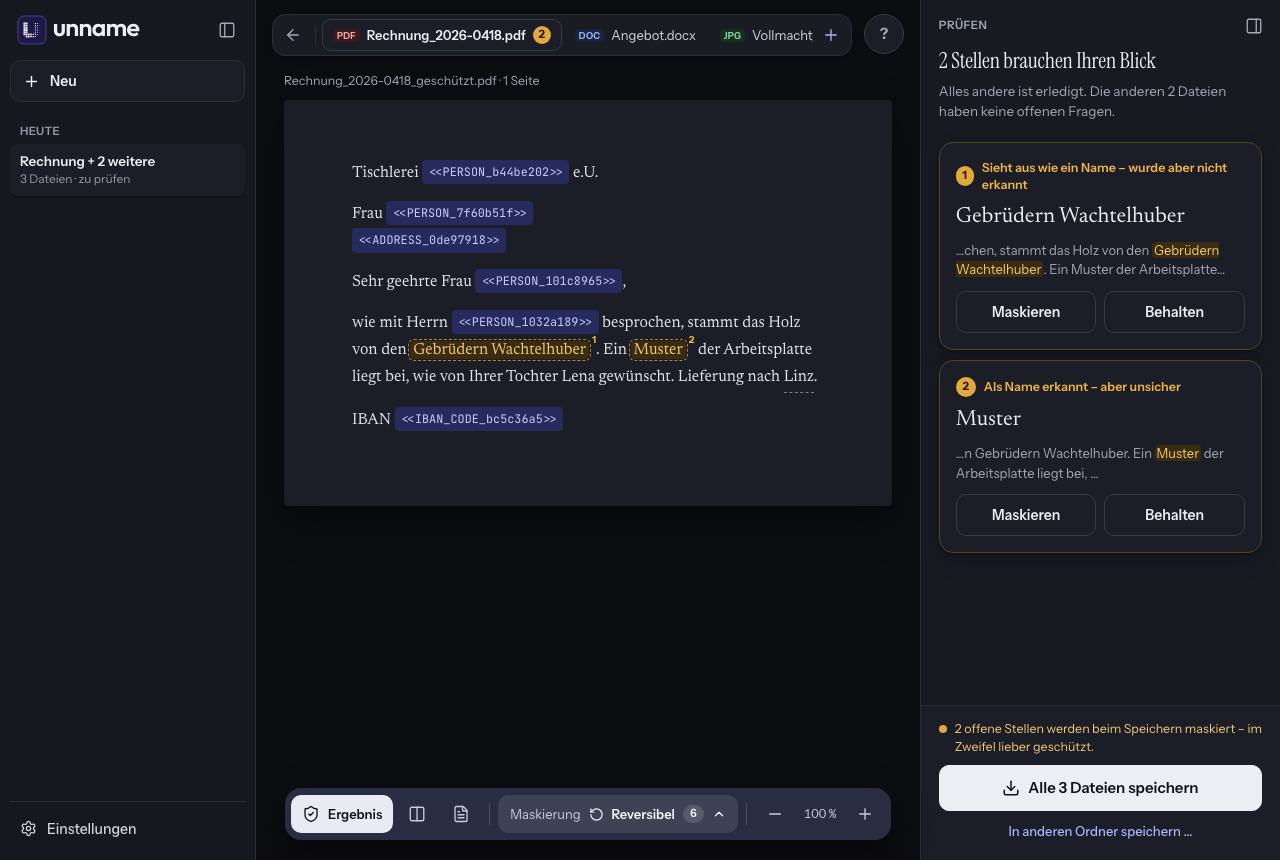 unname
Neu
HEUTE
Rechnung + 2 weitere
3 Dateien · zu prüfen
Einstellungen
PDF Rechnung_2026-0418.pdf 2 DOC Angebot.docx JPG Vollmacht + ?
Rechnung_2026-0418_geschützt.pdf · 1 Seite
Tischlerei <<PERSON_b44be202>> e.U.
Frau <<PERSON_7f60b51f>>
<<ADDRESS_0de97918>>
Sehr geehrte Frau <<PERSON_101c8965>>,
wie mit Herrn <<PERSON_1032a189>> besprochen, stammt das Holz
von den Gebrüdern Wachtelhuber 1. Ein Muster 2 der Arbeitsplatte
liegt bei, wie von Ihrer Tochter Lena gewünscht. Lieferung nach Linz.
IBAN <<IBAN_CODE_bc5c36a5>>
Ergebnis Maskierung Reversibel 6 100 %
PRÜFEN
2 Stellen brauchen Ihren Blick
Alles andere ist erledigt. Die anderen 2 Dateien
haben keine offenen Fragen.
1 Sieht aus wie ein Name – wurde aber nicht
erkannt
Gebrüdern Wachtelhuber
…chen, stammt das Holz von den Gebrüdern
Wachtelhuber. Ein Muster der Arbeitsplatte…
Maskieren Behalten
2 Als Name erkannt – aber unsicher
Muster
…n Gebrüdern Wachtelhuber. Ein Muster der
Arbeitsplatte liegt bei, …
Maskieren Behalten
2 offene Stellen werden beim Speichern maskiert – im
Zweifel lieber geschützt.
Alle 3 Dateien speichern
In anderen Ordner speichern …